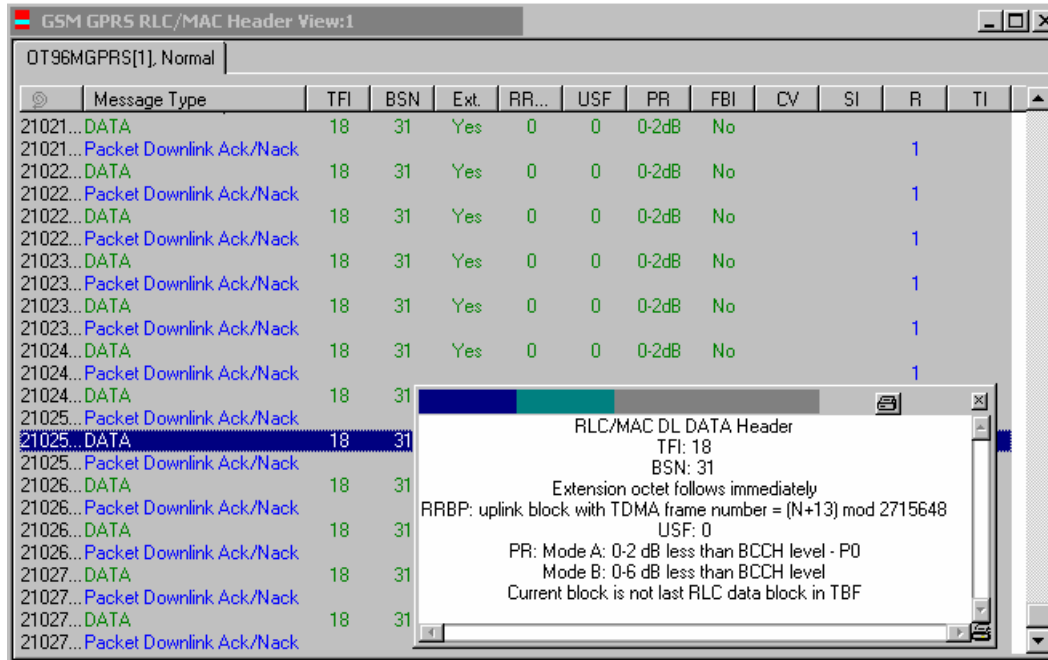 GSM GPRS RLC/MAC Header View:1
OT96MGPRS[1], Normal
Message Type TFI BSN Ext. RR... USF PR FBI CV SI R TI
21021... DATA 18 31 Yes 0 0 0-2dB No
21021... Packet Downlink Ack/Nack 1
21022... DATA 18 31 Yes 0 0 0-2dB No
21022... Packet Downlink Ack/Nack 1
21022... DATA 18 31 Yes 0 0 0-2dB No
21022... Packet Downlink Ack/Nack 1
21023... DATA 18 31 Yes 0 0 0-2dB No
21023... Packet Downlink Ack/Nack 1
21023... DATA 18 31 Yes 0 0 0-2dB No
21023... Packet Downlink Ack/Nack 1
21024... DATA 18 31 Yes 0 0 0-2dB No
21024... Packet Downlink Ack/Nack 1
21024... DATA 18 31
21025... Packet Downlink Ack/Nack
21025... DATA 18 31
21025... Packet Downlink Ack/Nack
21026... DATA 18 31
21026... Packet Downlink Ack/Nack
21026... DATA 18 31
21026... Packet Downlink Ack/Nack
21027... DATA 18 31
21027... Packet Downlink Ack/Nack
21027... DATA 18 31
21027... Packet Downlink Ack/Nack
RLC/MAC DL DATA Header
TFI: 18
BSN: 31
Extension octet follows immediately
RRBP: uplink block with TDMA frame number = (N+13) mod 2715648
USF: 0
PR: Mode A: 0-2 dB less than BCCH level - P0
Mode B: 0-6 dB less than BCCH level
Current block is not last RLC data block in TBF